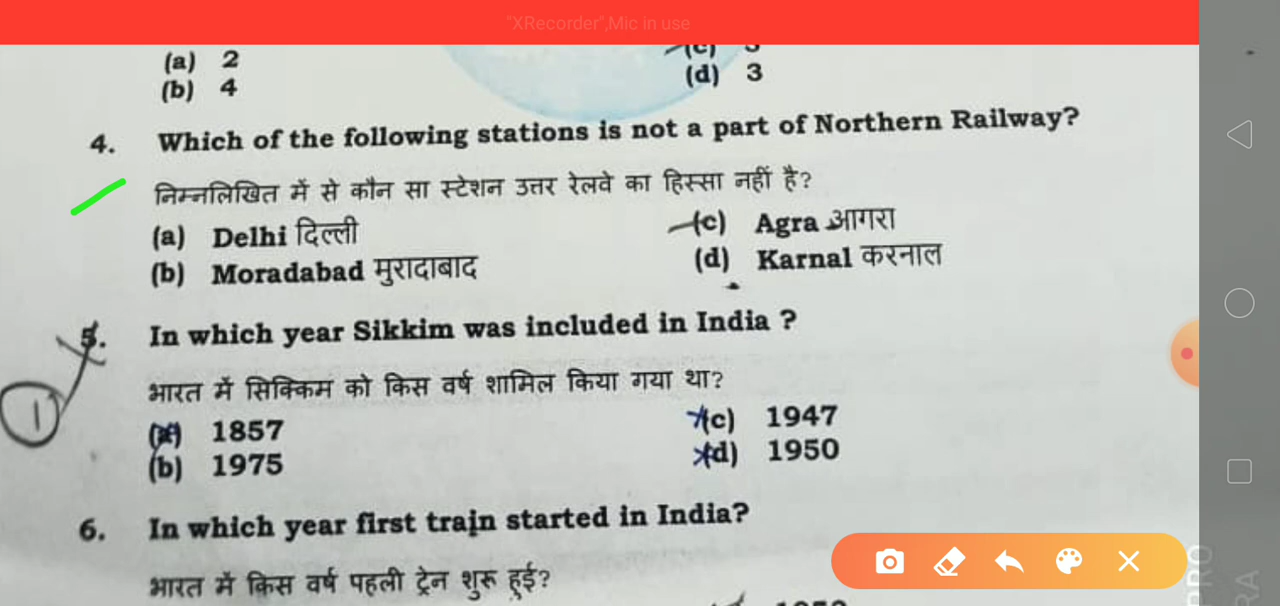 "XRecorder",Mic in use
(a) 2
(c)
(b) 4
(d) 3
4. Which of the following stations is not a part of Northern Railway?
निम्नलिखित में से कौन सा स्टेशन उत्तर रेलवे का हिस्सा नहीं है?
(a) Delhi दिल्ली
(c) Agra आगरा
(b) Moradabad मुरादाबाद
(d) Karnal करनाल
5. In which year Sikkim was included in India ?
भारत में सिक्किम को किस वर्ष शामिल किया गया था?
1
(a) 1857
(c) 1947
(b) 1975
(d) 1950
6. In which year first train started in India?
भारत में किस वर्ष पहली ट्रेन शुरू हुई?
PRO
RA